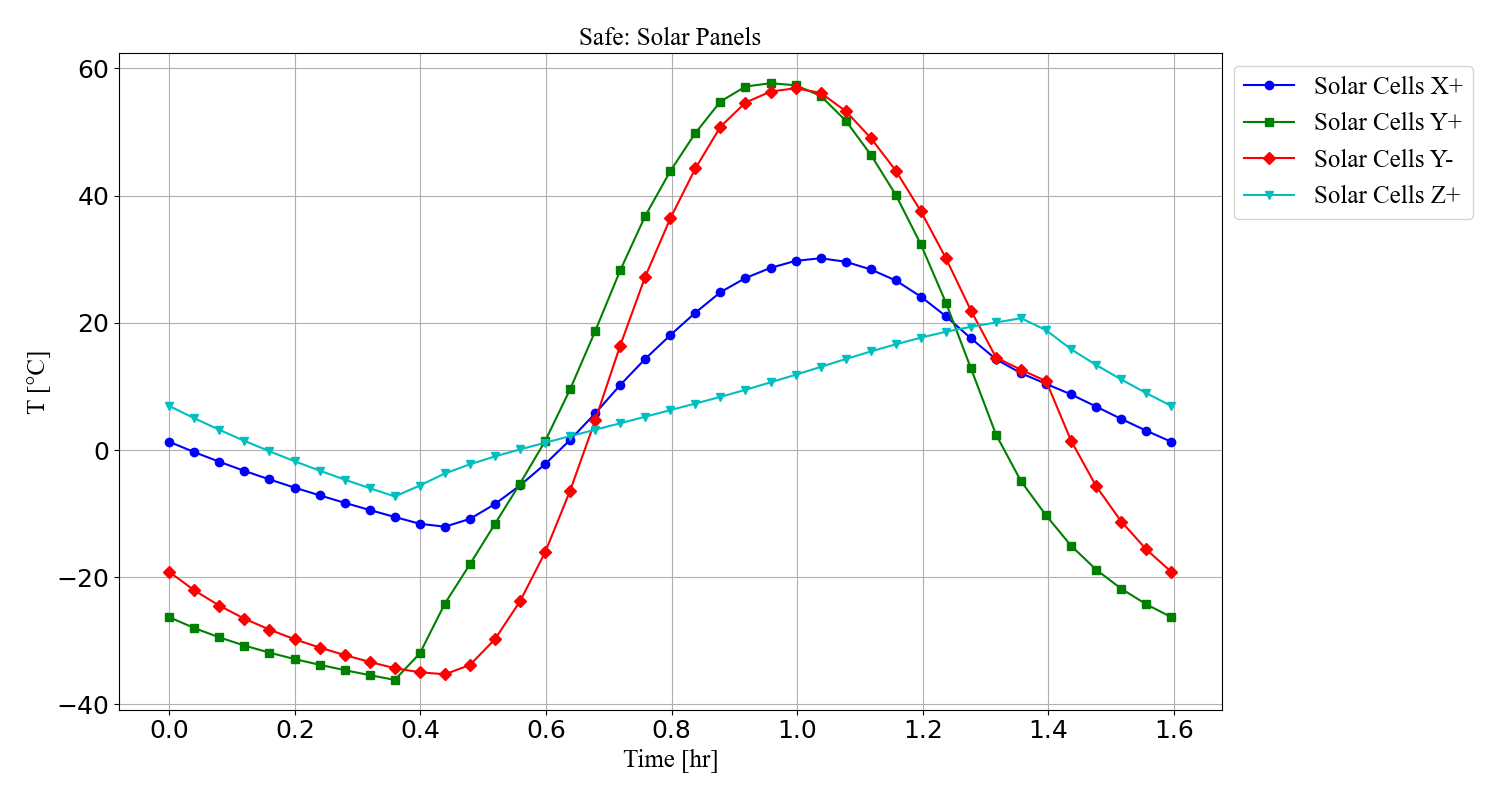 Safe: Solar Panels
60
40
20
0
−20
−40
T [°C]
0.0 0.2 0.4 0.6 0.8 1.0 1.2 1.4 1.6
Time [hr]
Solar Cells X+
Solar Cells Y+
Solar Cells Y-
Solar Cells Z+